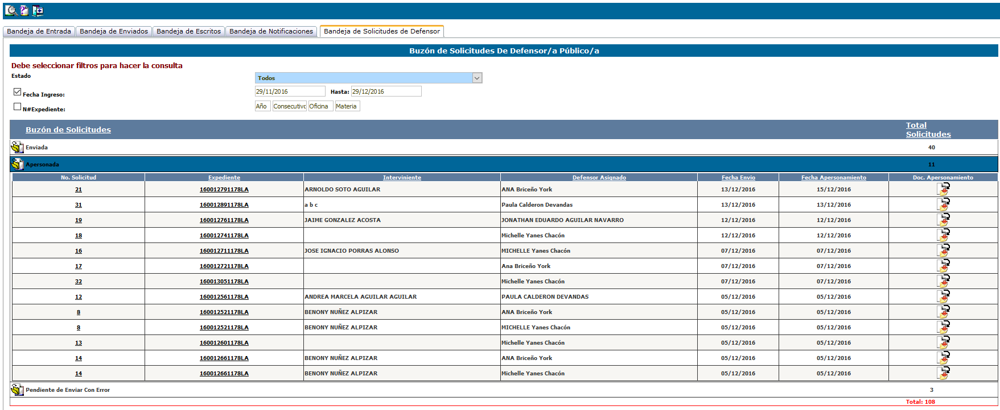 Bandeja de Entrada Bandeja de Enviados Bandeja de Escritos Bandeja de Notificaciones Bandeja de Solicitudes de Defensor
Buzón de Solicitudes De Defensor/a Público/a
Debe seleccionar filtros para hacer la consulta
Estado Todos
Fecha Ingreso: 29/11/2016 Hasta: 29/12/2016
N#Expediente: Año Consecutivo Oficina Materia
Buzón de Solicitudes Total Solicitudes
Enviada 40
Apersonada 11
No. Solicitud Expediente Interviniente Defensor Asignado Fecha Envio Fecha Apersonamiento Doc. Apersonamiento
21 160012791178LA ARNOLDO SOTO AGUILAR ANA Briceño York 13/12/2016 15/12/2016
31 160012891178LA a b c Paula Calderon Devandas 13/12/2016 13/12/2016
19 160012761178LA JAIME GONZALEZ ACOSTA JONATHAN EDUARDO AGUILAR NAVARRO 12/12/2016 12/12/2016
18 160012741178LA Michelle Yanes Chacón 12/12/2016 12/12/2016
16 160012711178LA JOSE IGNACIO PORRAS ALONSO MICHELLE Yanes Chacón 07/12/2016 07/12/2016
17 160012721178LA Ana Briceño York 07/12/2016 07/12/2016
32 160013051178LA Michelle Yanes Chacón 07/12/2016 07/12/2016
12 160012561178LA ANDREA MARCELA AGUILAR AGUILAR PAULA CALDERON DEVANDAS 05/12/2016 05/12/2016
8 160012521178LA BENONY NUÑEZ ALPIZAR ANA Briceño York 05/12/2016 05/12/2016
8 160012521178LA BENONY NUÑEZ ALPIZAR MICHELLE Yanes Chacón 05/12/2016 05/12/2016
13 160012601178LA Michelle Yanes Chacón 05/12/2016 05/12/2016
14 160012661178LA BENONY NUÑEZ ALPIZAR ANA Briceño York 05/12/2016 05/12/2016
14 160012661178LA BENONY NUÑEZ ALPIZAR Michelle Yanes Chacón 05/12/2016 05/12/2016
Pendiente de Enviar Con Error 3
Total: 108